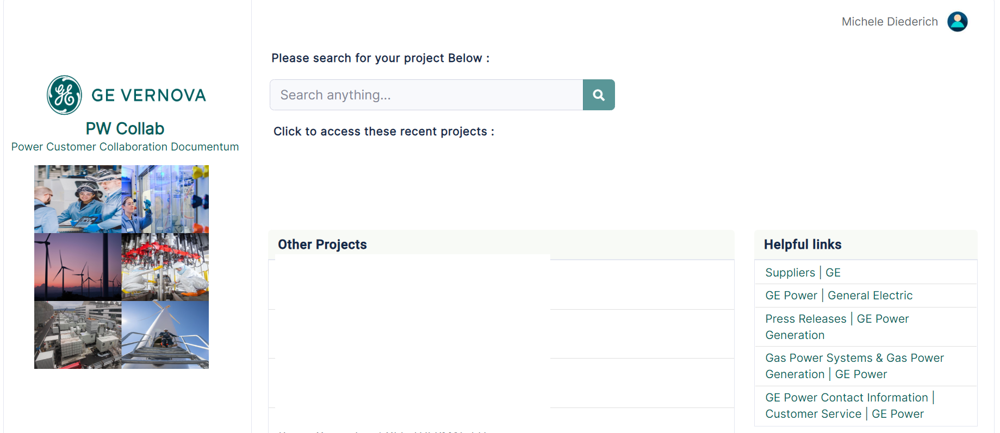 Michele Diederich
Please search for your project Below :
GE VERNOVA
Search anything...
PW Collab
Click to access these recent projects :
Power Customer Collaboration Documentum
Other Projects
Helpful links
Suppliers | GE
GE Power | General Electric
Press Releases | GE Power
Generation
Gas Power Systems & Gas Power
Generation | GE Power
GE Power Contact Information |
Customer Service | GE Power